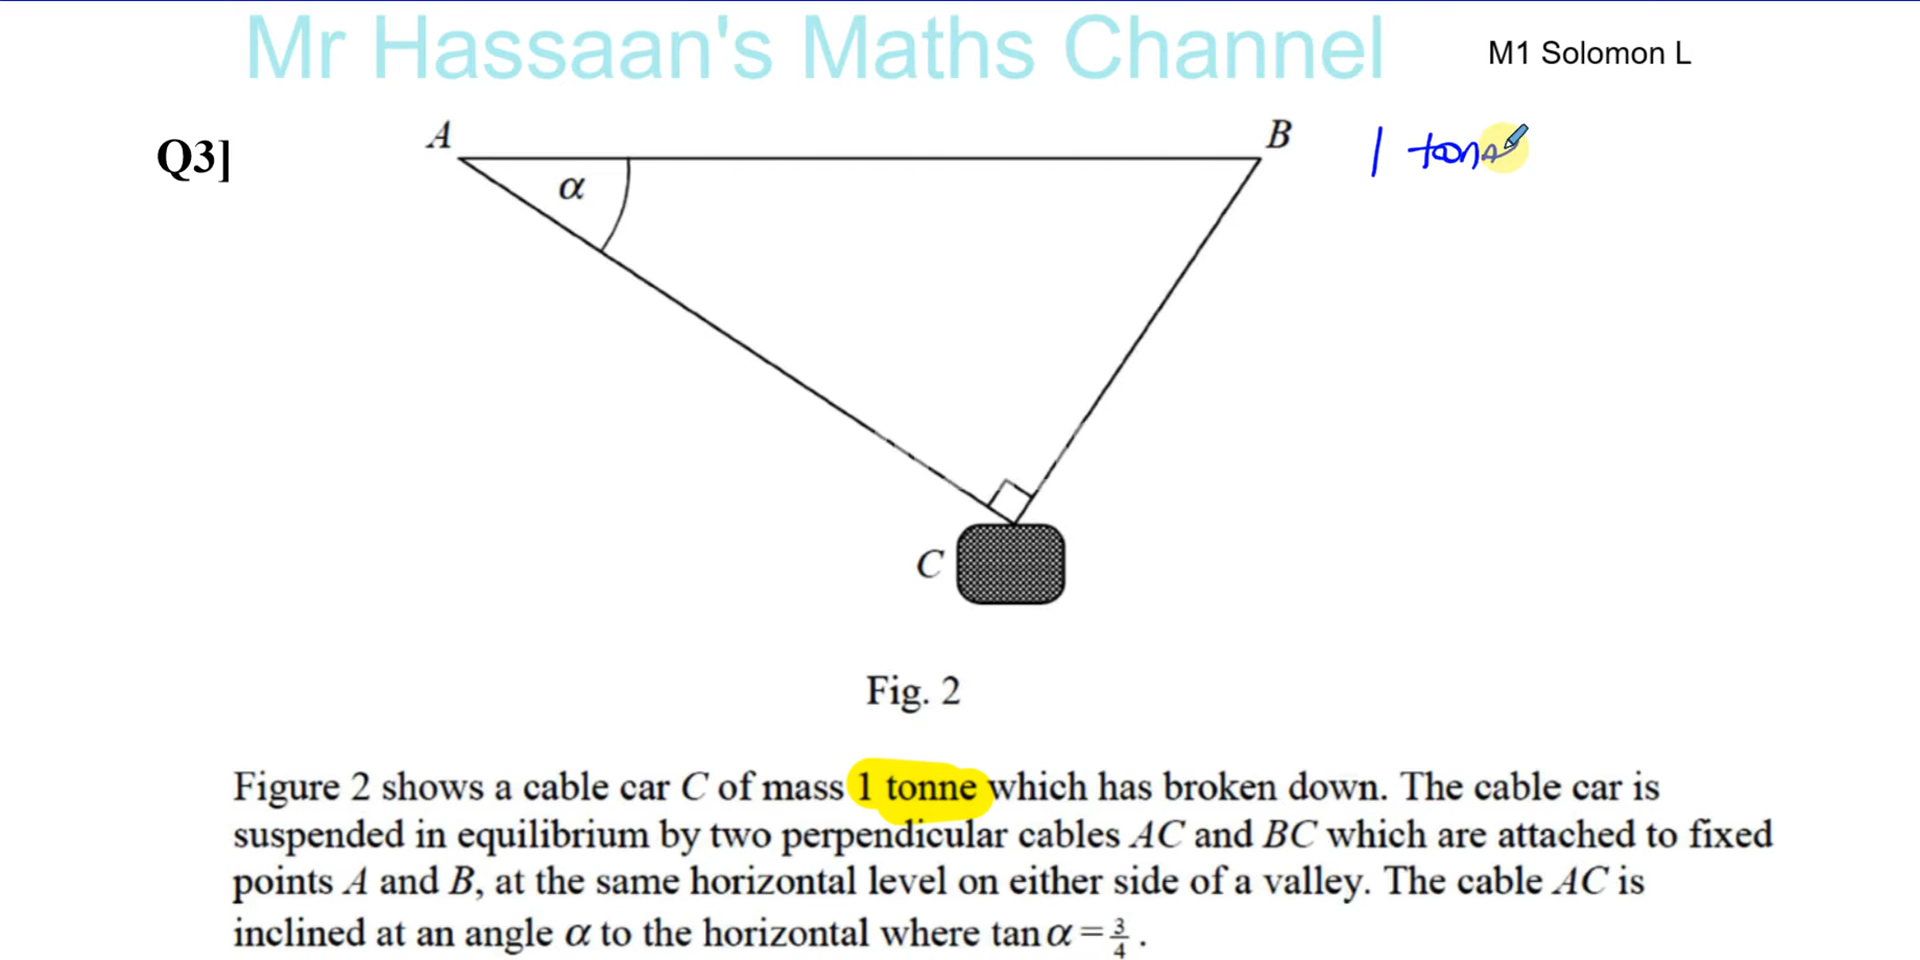 Mr Hassaan's Maths Channel
M1 Solomon L
Q3]
A
B
1
α
C
Fig. 2
Figure 2 shows a cable car C of mass 1 tonne which has broken down. The cable car is
suspended in equilibrium by two perpendicular cables AC and BC which are attached to fixed
points A and B, at the same horizontal level on either side of a valley. The cable AC is
inclined at an angle α to the horizontal where tan α = 3/4 .